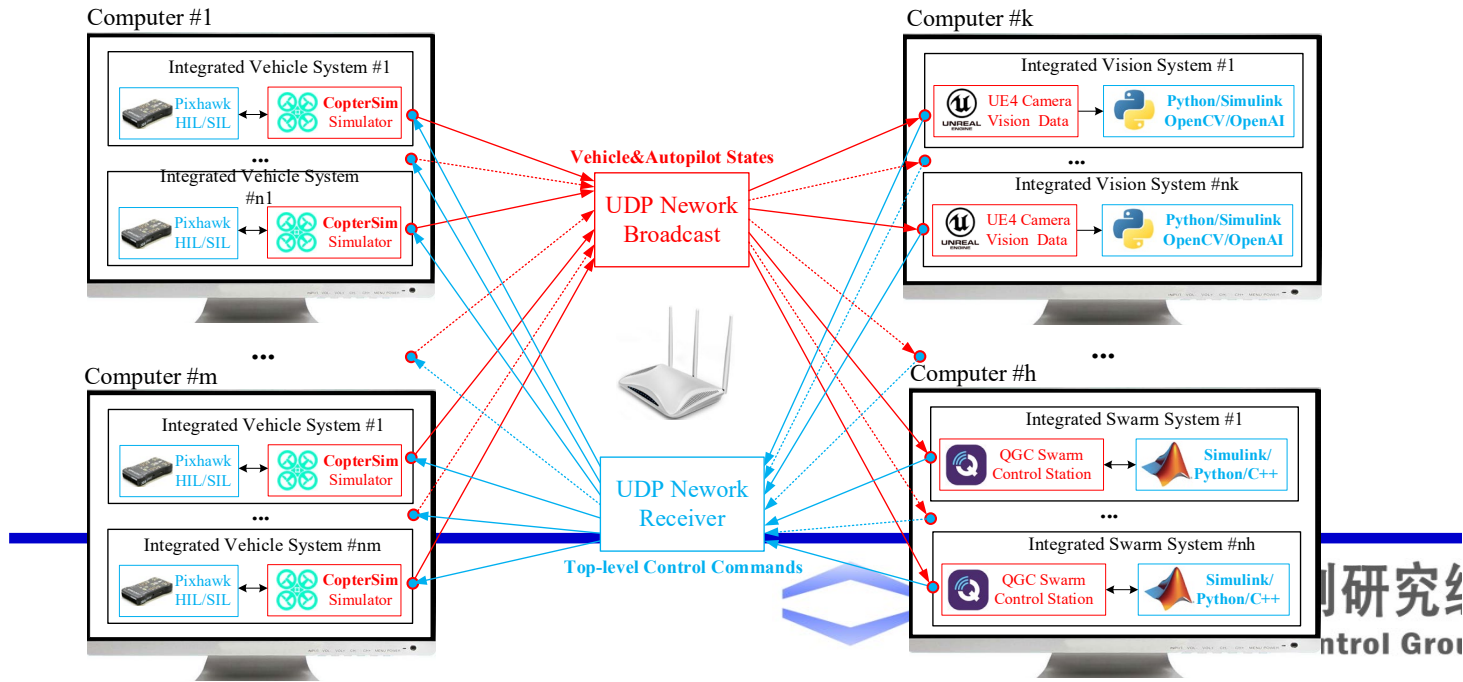 Computer #1
Integrated Vehicle System #1
Pixhawk
HIL/SIL
CopterSim
Simulator
...
Integrated Vehicle System
#n1
Pixhawk
HIL/SIL
CopterSim
Simulator
...
Computer #m
Integrated Vehicle System #1
Pixhawk
HIL/SIL
CopterSim
Simulator
...
Integrated Vehicle System #nm
Pixhawk
HIL/SIL
CopterSim
Simulator
Vehicle&Autopilot States
UDP Nework
Broadcast
UDP Nework
Receiver
Top-level Control Commands
Computer #k
Integrated Vision System #1
UNREAL
ENGINE
UE4 Camera
Vision Data
Python/Simulink
OpenCV/OpenAI
...
Integrated Vision System #nk
UNREAL
ENGINE
UE4 Camera
Vision Data
Python/Simulink
OpenCV/OpenAI
...
Computer #h
Integrated Swarm System #1
QGC Swarm
Control Station
Simulink/
Python/C++
...
Integrated Swarm System #nh
QGC Swarm
Control Station
Simulink/
Python/C++
研究组
ntrol Grou